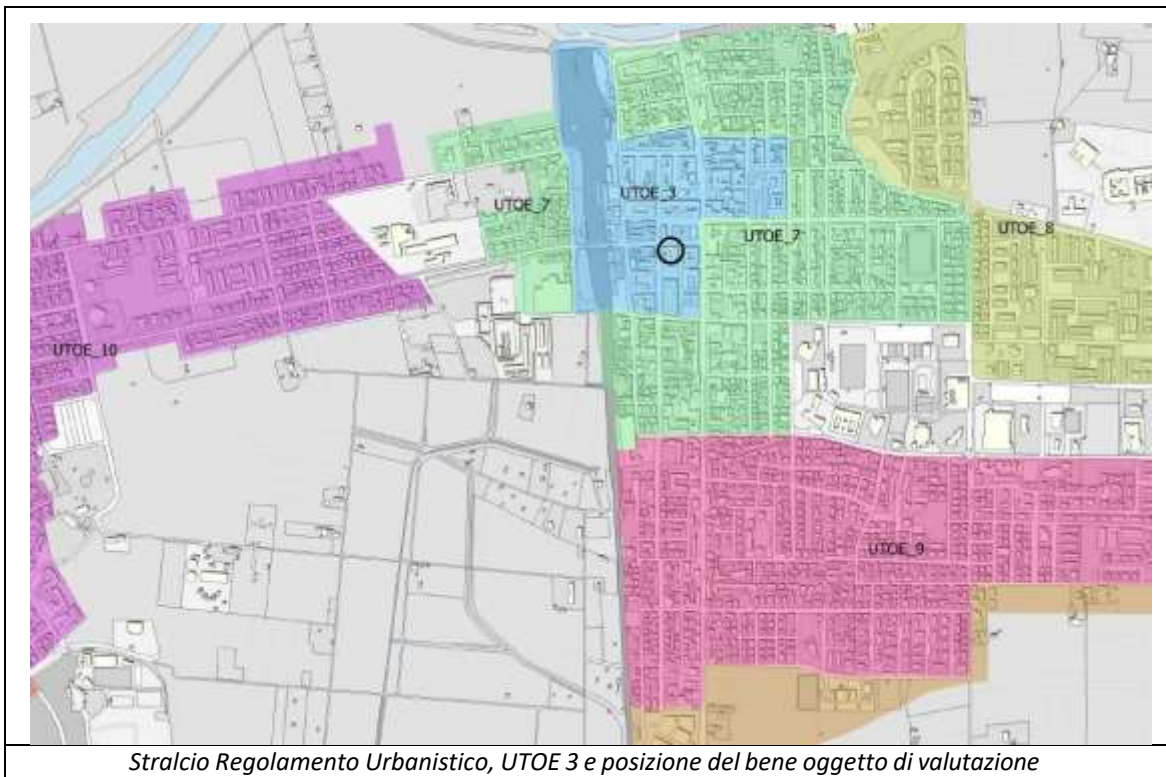 UTOE_3
UTOE_7
UTOE_7
UTOE_8
UTOE_10
UTOE_9
Stralcio Regolamento Urbanistico, UTOE 3 e posizione del bene oggetto di valutazione